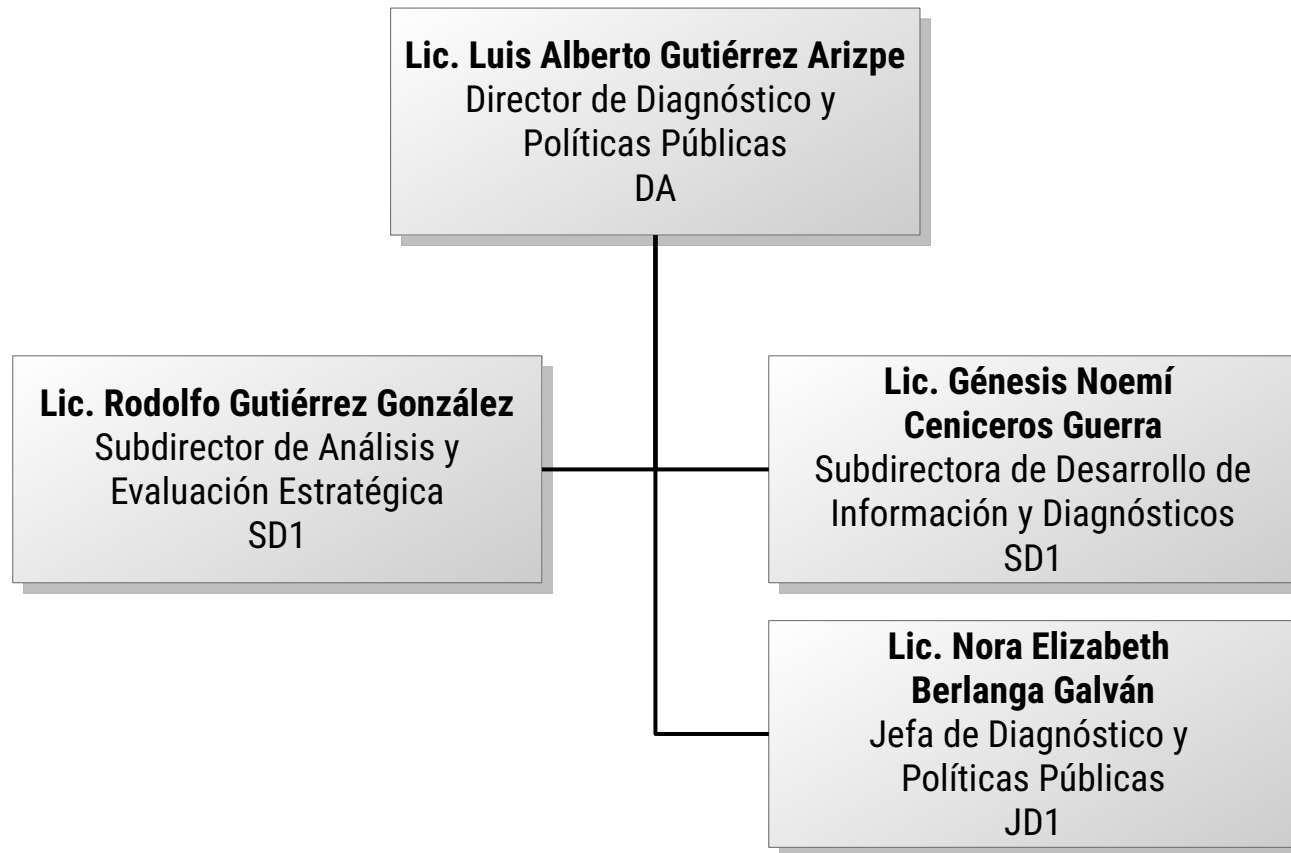 Lic. Luis Alberto Gutiérrez Arizpe
Director de Diagnóstico y
Políticas Públicas
DA
Lic. Rodolfo Gutiérrez González
Subdirector de Análisis y
Evaluación Estratégica
SD1
Lic. Génesis Noemí
Ceniceros Guerra
Subdirectora de Desarrollo de
Información y Diagnósticos
SD1
Lic. Nora Elizabeth
Berlanga Galván
Jefa de Diagnóstico y
Políticas Públicas
JD1